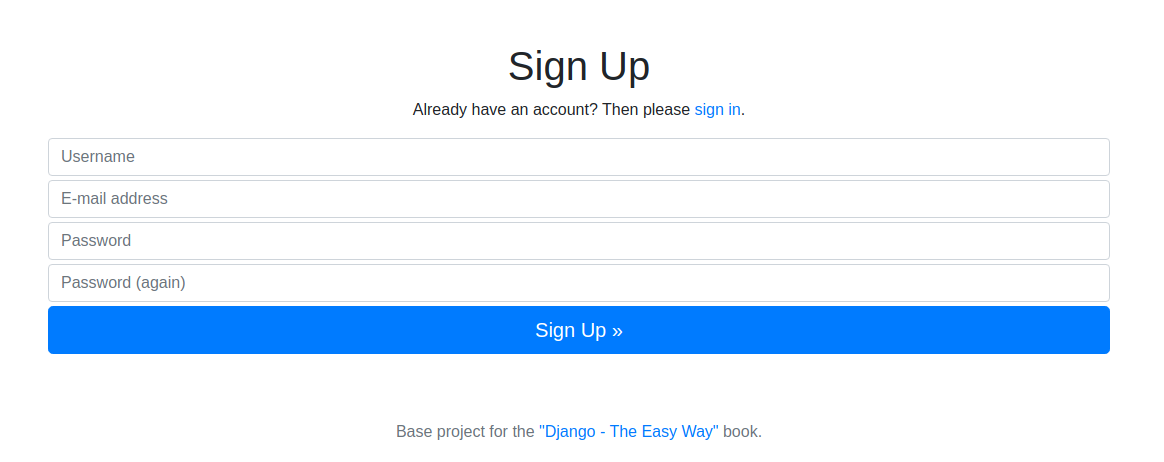 Sign Up
Already have an account? Then please sign in.
Username
E-mail address
Password
Password (again)
Sign Up »
Base project for the "Django - The Easy Way" book.